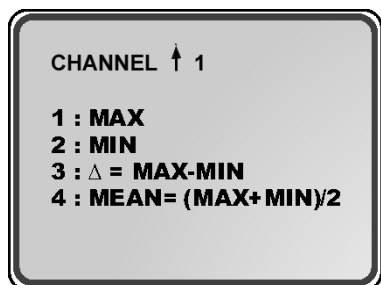 CHANNEL ↑ 1
1 : MAX
2 : MIN
3 : △ = MAX-MIN
4 : MEAN= (MAX+MIN)/2